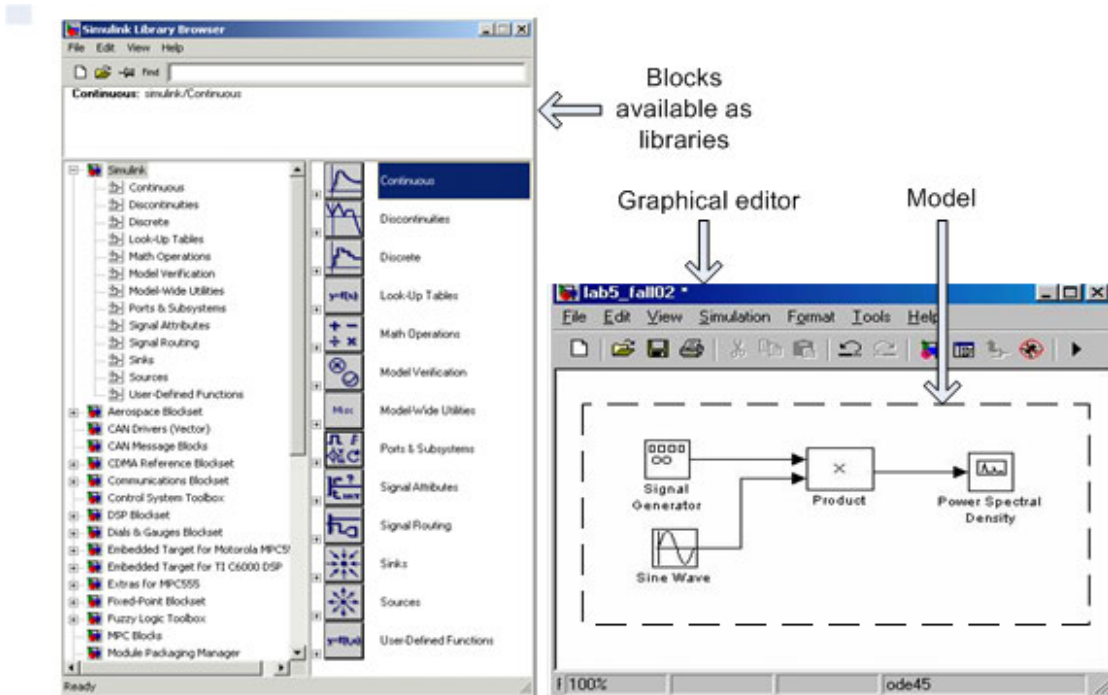 Simulink Library Browser
File Edit View Help
Find
Continuous: simulink/Continuous
Simulink
Continuous
Discontinuities
Discrete
Look-Up Tables
Math Operations
Model Verification
Model-Wide Utilities
Ports & Subsystems
Signal Attributes
Signal Routing
Sinks
Sources
User-Defined Functions
Aerospace Blockset
CAN Drivers (Vector)
CAN Message Blocks
CDMA Reference Blockset
Communications Blockset
Control System Toolbox
DSP Blockset
Dials & Gauges Blockset
Embedded Target for Motorola MPC5
Embedded Target for TI C6000 DSP
Extras for MPC555
Fixed-Point Blockset
Fuzzy Logic Toolbox
MPC Blocks
Module Packaging Manager
Continuous
Discontinuities
Discrete
y=f(u) Look-Up Tables
+ - ÷ × Math Operations
Model Verification
Misc Model-Wide Utilities
Ports & Subsystems
Signal Attributes
Signal Routing
Sinks
Sources
y=f(u) User-Defined Functions
Ready
Blocks
available as
libraries
Graphical editor
Model
lab5_fall02 *
File Edit View Simulation Format Tools Help
Signal
Generator
Sine Wave
×
Product
Power Spectral
Density
100%
ode45